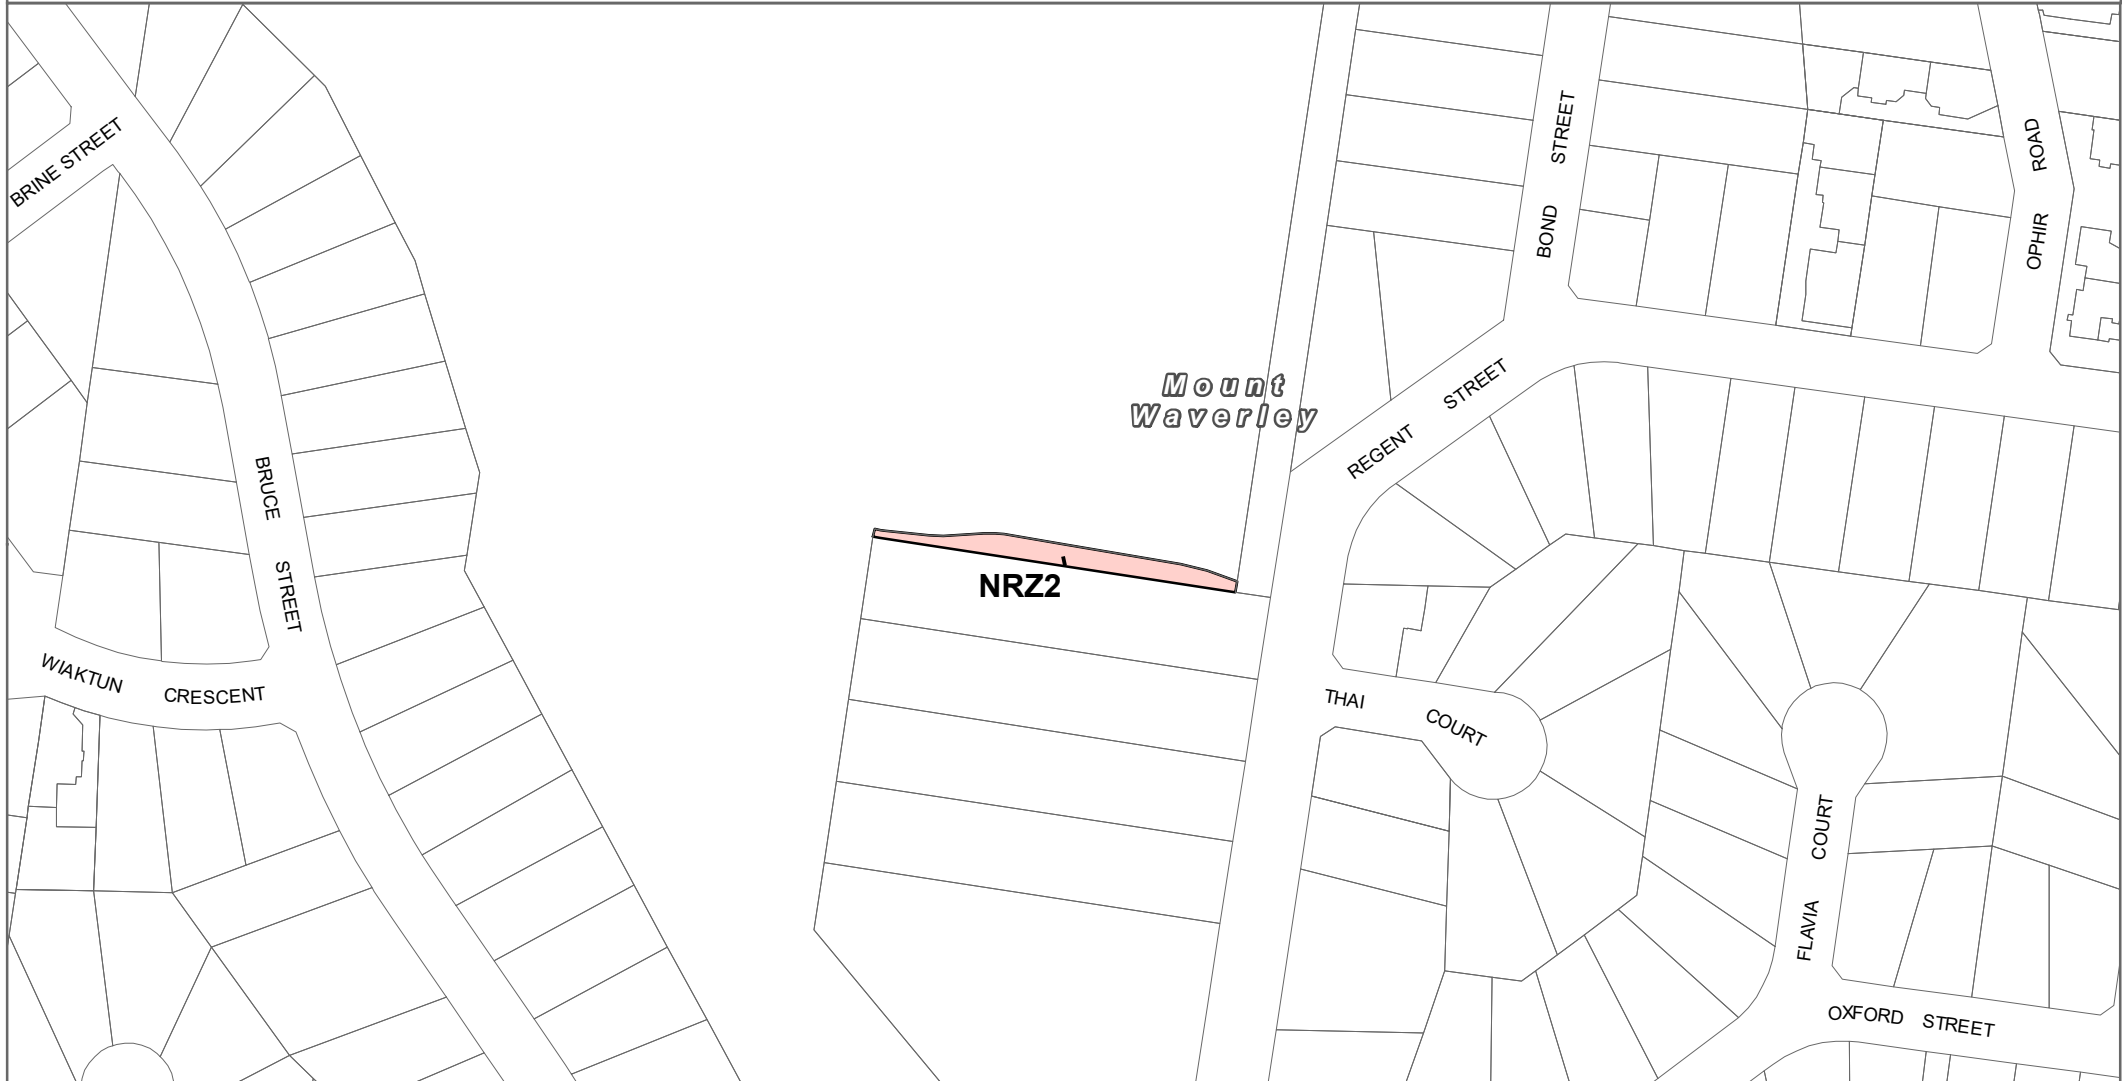 BRINE STREET
BOND STREET
OPHIR ROAD
Mount
Waverley
REGENT STREET
BRUCE STREET
NRZ2
WIAKTUN CRESCENT
THAI COURT
FLAVIA COURT
OXFORD STREET